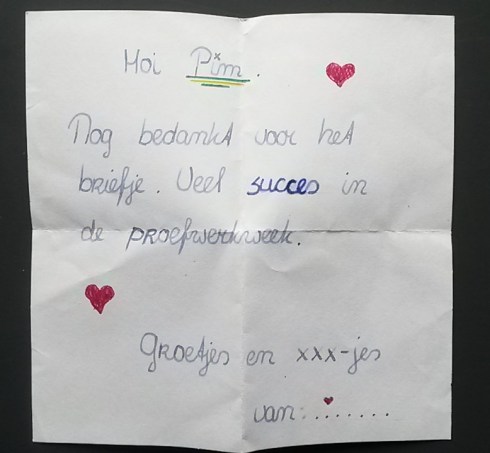 Hoi Pim.
Nog bedankt voor het
briefje. Veel succes in
de proefwerkweek.
Groetjes en xxx-jes
van:........